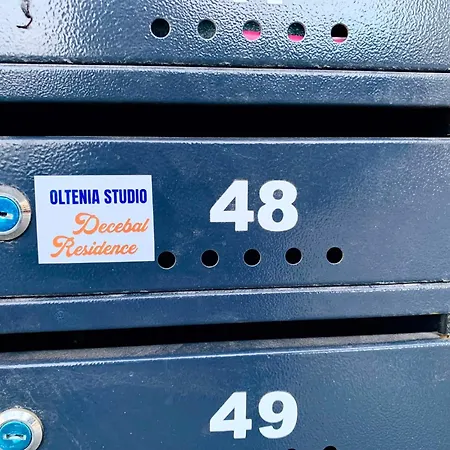 OLTENIA STUDIO
Decebal
Residence
48
49